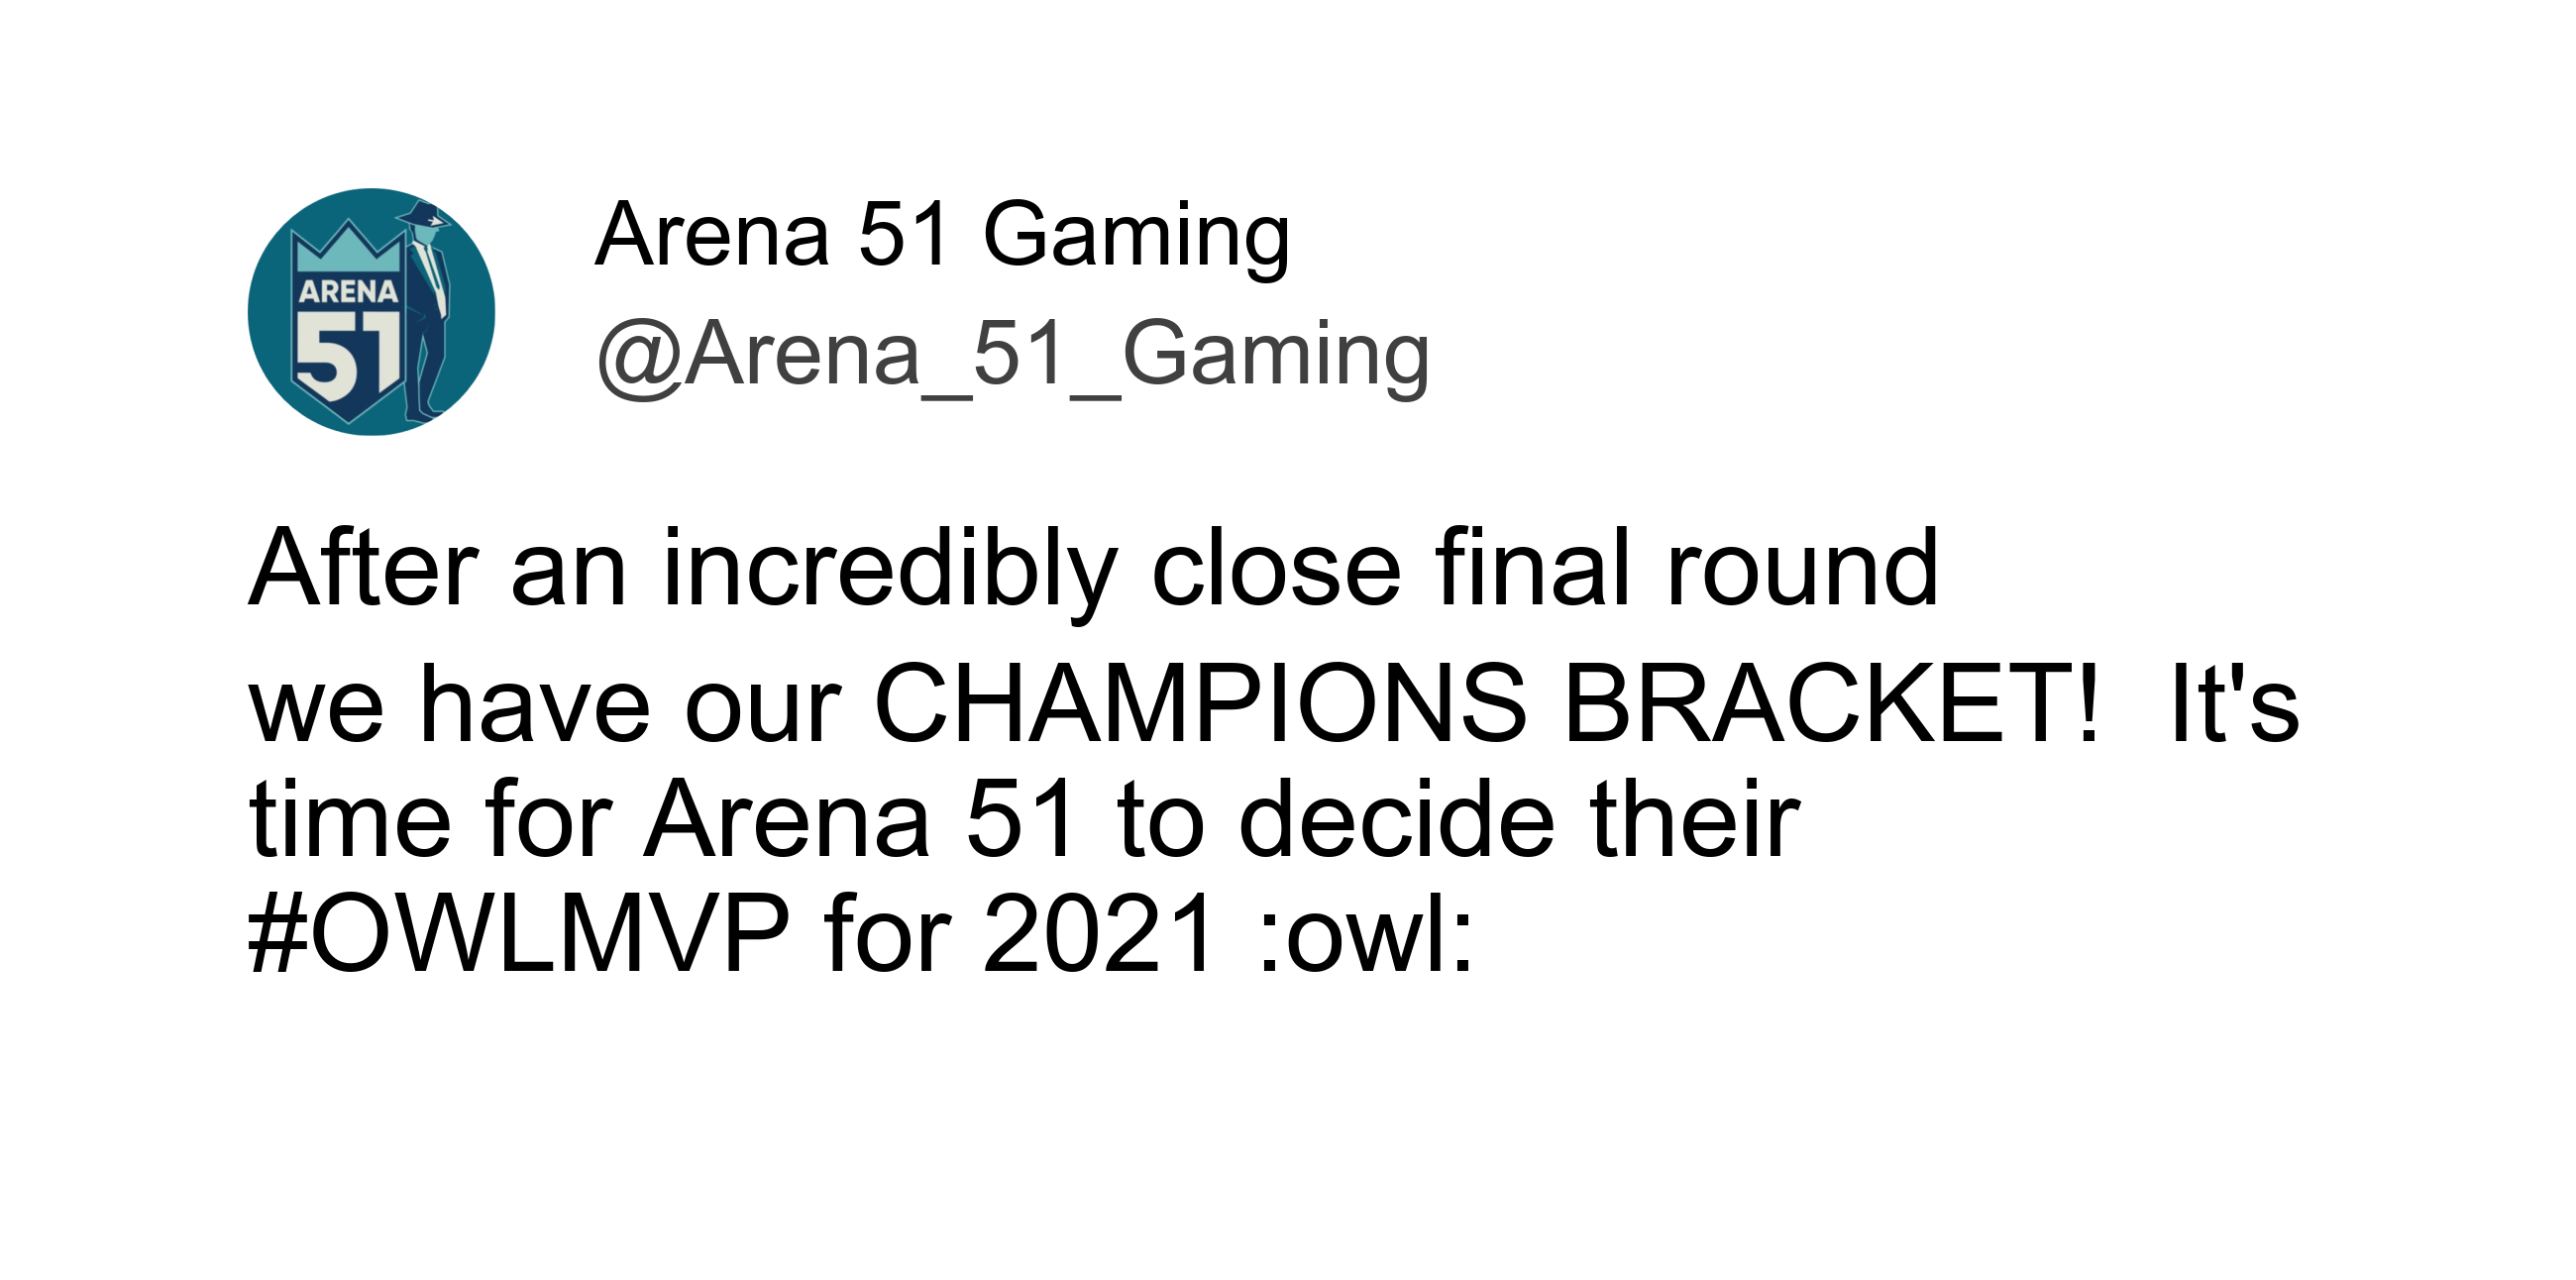 Arena 51 Gaming
@Arena_51_Gaming
ARENA
51
After an incredibly close final round
we have our CHAMPIONS BRACKET!  It's
time for Arena 51 to decide their
#OWLMVP for 2021 :owl: